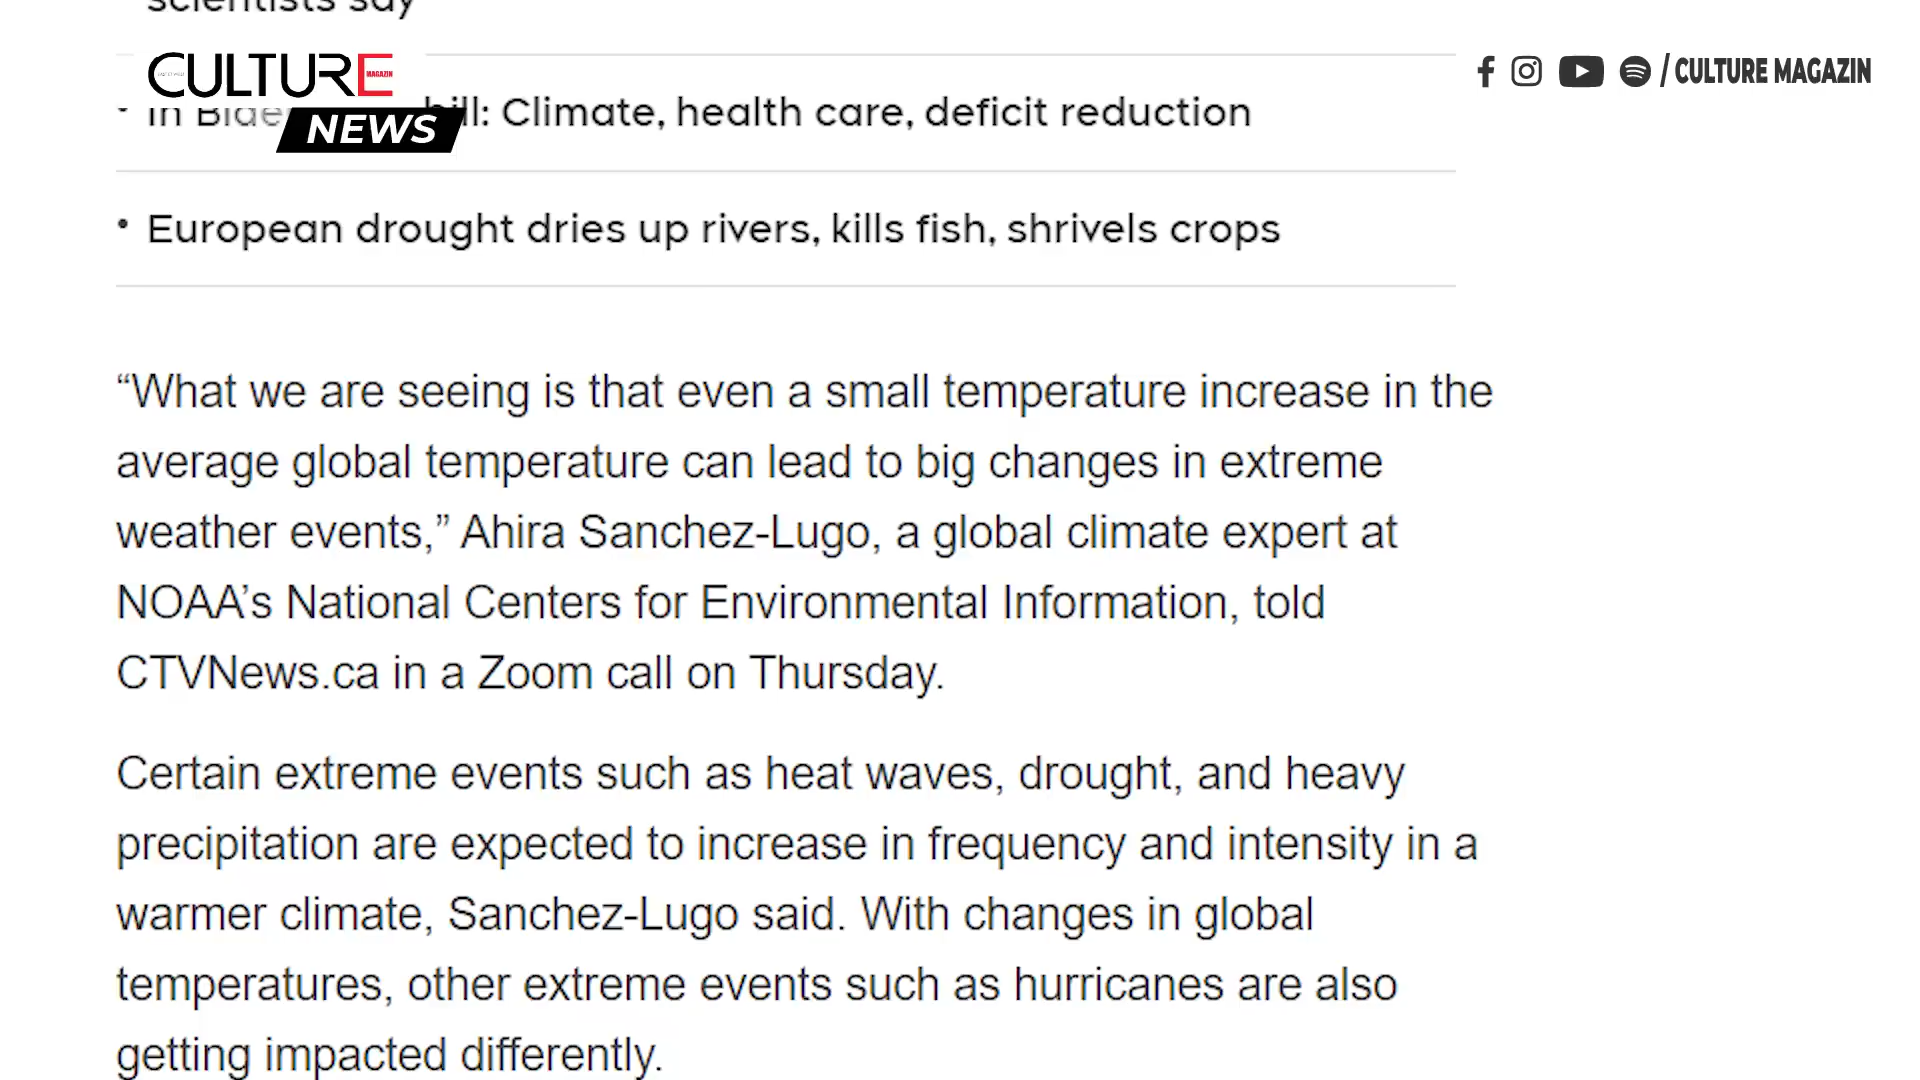 scientists say
CULTURE
MAGAZIN
NEWS
/ CULTURE MAGAZIN
• In bill: Climate, health care, deficit reduction
• European drought dries up rivers, kills fish, shrivels crops
“What we are seeing is that even a small temperature increase in the
average global temperature can lead to big changes in extreme
weather events,” Ahira Sanchez-Lugo, a global climate expert at
NOAA’s National Centers for Environmental Information, told
CTVNews.ca in a Zoom call on Thursday.
Certain extreme events such as heat waves, drought, and heavy
precipitation are expected to increase in frequency and intensity in a
warmer climate, Sanchez-Lugo said. With changes in global
temperatures, other extreme events such as hurricanes are also
getting impacted differently.